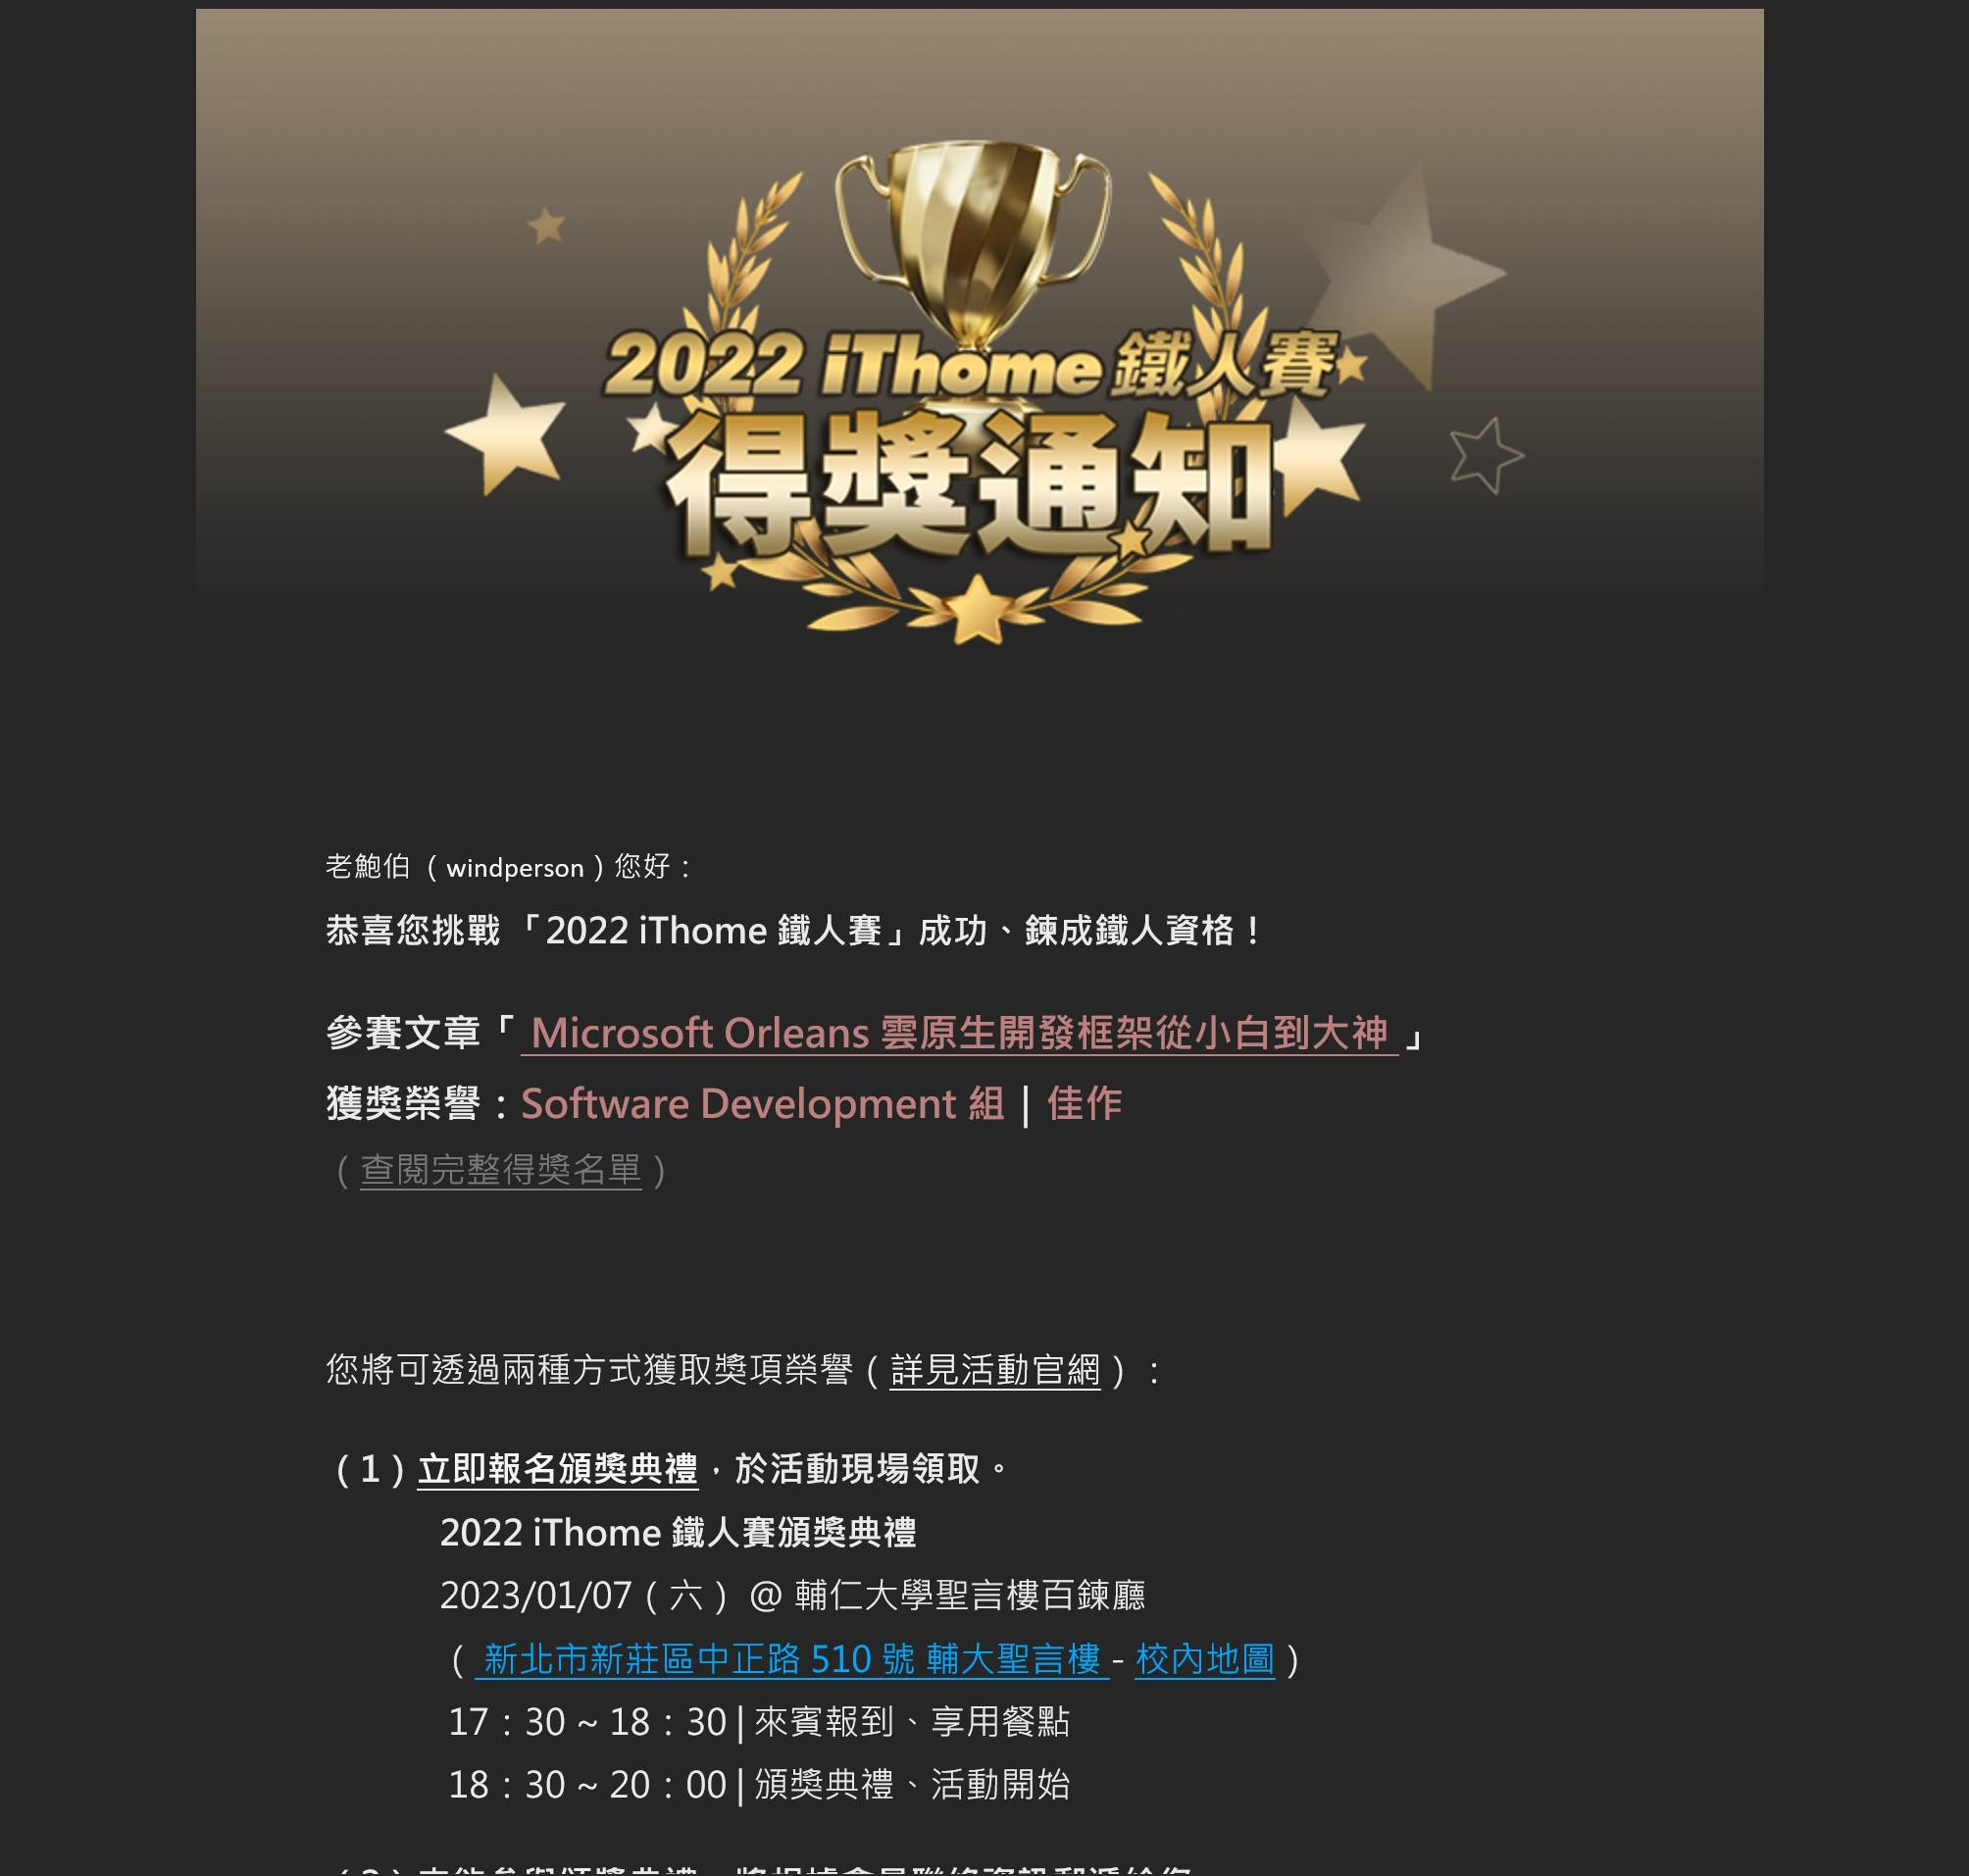 2022 iThome 鐵人賽
得獎通知
老鮑伯 （windperson）您好：
恭喜您挑戰 「2022 iThome 鐵人賽」成功、鍊成鐵人資格！
參賽文章「 Microsoft Orleans 雲原生開發框架從小白到大神 」
獲獎榮譽：Software Development 組 | 佳作
（查閱完整得獎名單）
您將可透過兩種方式獲取獎項榮譽（詳見活動官網）：
（1）立即報名頒獎典禮，於活動現場領取。
2022 iThome 鐵人賽頒獎典禮
2023/01/07（六） @ 輔仁大學聖言樓百鍊廳
（ 新北市新莊區中正路 510 號 輔大聖言樓 - 校內地圖）
17：30 ~ 18：30 | 來賓報到、享用餐點
18：30 ~ 20：00 | 頒獎典禮、活動開始